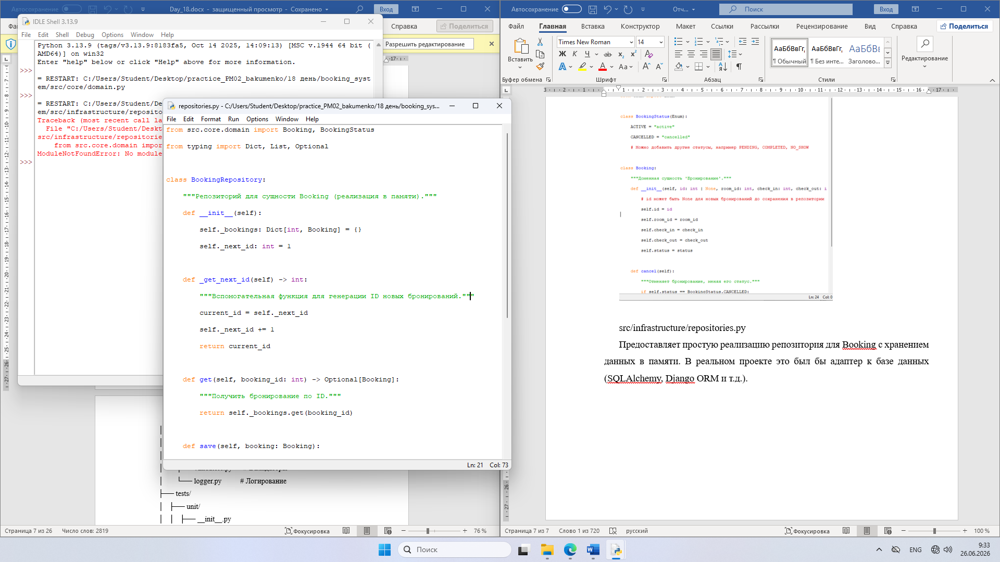 Автосохранение
Day_18.docx - защищенный просмотр - Сохранено
Вход
Справка
Поделиться
Разрешить редактирование
IDLE Shell 3.13.9
File Edit Shell Debug Options Window Help
Python 3.13.9 (tags/v3.13.9:8183fa5, Oct 14 2025, 14:09:13) [MSC v.1944 64 bit (
AMD64)] on win32
Enter "help" below or click "Help" above for more information.
>>>
= RESTART: C:/Users/Student/Desktop/practice_PM02_bakumenko/18 день/booking_syst
em/src/core/domain.py
>>>
= RESTART: C:/Users/Student/Desktop/practice_PM02_bakumenko/18
em/src/infrastructure/reposito
Traceback (most recent call la
File "C:/Users/Student/Deskt
src/infrastructure/repositorie
from src.core.domain impor
ModuleNotFoundError: No module
>>>
repositories.py - C:/Users/Student/Desktop/practice_PM02_bakumenko/18 день/booking_sys...
File Edit Format Run Options Window Help
from src.core.domain import Booking, BookingStatus
from typing import Dict, List, Optional
class BookingRepository:
"""Репозиторий для сущности Booking (реализация в памяти)."""
def __init__(self):
self._bookings: Dict[int, Booking] = {}
self._next_id: int = 1
def _get_next_id(self) -> int:
"""Вспомогательная функция для генерации ID новых бронирований."""
current_id = self._next_id
self._next_id += 1
return current_id
def get(self, booking_id: int) -> Optional[Booking]:
"""Получить бронирование по ID."""
return self._bookings.get(booking_id)
def save(self, booking: Booking):
Ln: 21 Col: 73
└── logger.py # Логирование
├── tests/
│ ├── unit/
│ │ ├── __init__.py
Страница 7 из 26 Число слов: 2819 Фокусировка 76 %
Автосохранение
Отч...
Поиск
Вход
Файл Главная Вставка Конструктор Макет Ссылки Рассылки Рецензирование Вид Справка Поделиться
Вставить
Times New Roman 14
Ж К Ч ab x₂ x²
АаБбВвГг, АаБбВвГг, АаБбВв
¶ Обычный ¶ Без инте... Заголово...
Редактирование
Буфер обмена Шрифт Абзац Стили
class BookingStatus(Enum):
ACTIVE = "active"
CANCELLED = "cancelled"
# Можно добавить другие статусы, например PENDING, COMPLETED, NO_SHOW
class Booking:
"""Доменная сущность 'Бронирование'."""
def __init__(self, id: int | None, room_id: int, check_in: int, check_out: i
# id может быть None для новых бронирований до сохранения в репозитории
self.id = id
self.room_id = room_id
self.check_in = check_in
self.check_out = check_out
self.status = status
def cancel(self):
"""Отменяет бронирование, меняя его статус."""
if self.status == BookingStatus.CANCELLED:
Ln: 24 Col: 0
src/infrastructure/repositories.py
Предоставляет простую реализацию репозитория для Booking с хранением
данных в памяти. В реальном проекте это был бы адаптер к базе данных
(SQLAlchemy, Django ORM и т.д.).
Страница 7 из 7 Слово 1 из 720 русский Фокусировка 100 %
Поиск
ENG
9:33
26.06.2026